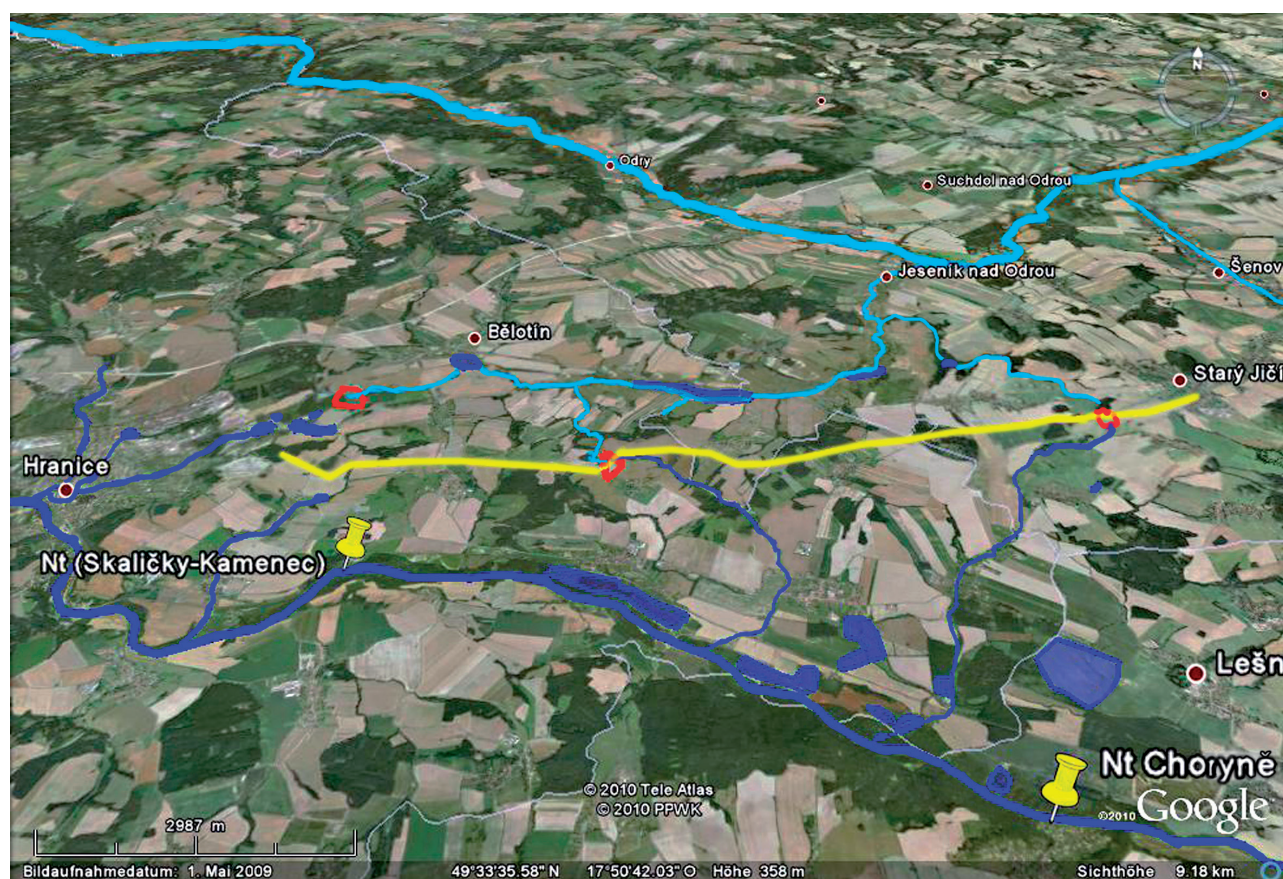 N
Odry
Suchdol nad Odrou
Jeseník nad Odrou
Šenov
Bělotín
Starý Jičí
Hranice
Nt (Skaličky-Kamenec)
Lešn
Nt Choryně
© 2010 Tele Atlas
© 2010 PPWK
©2010 Google
2987 m
Bildaufnahmedatum: 1. Mai 2009 49°33'35.58" N 17°50'42.03" O Höhe 358 m Sichthöhe 9.18 km